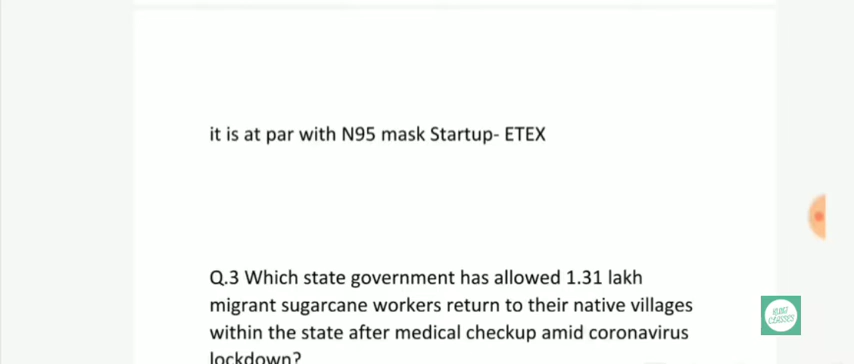 it is at par with N95 mask Startup- ETEX
Q.3 Which state government has allowed 1.31 lakh
migrant sugarcane workers return to their native villages
within the state after medical checkup amid coronavirus
lockdown?
CLASSES